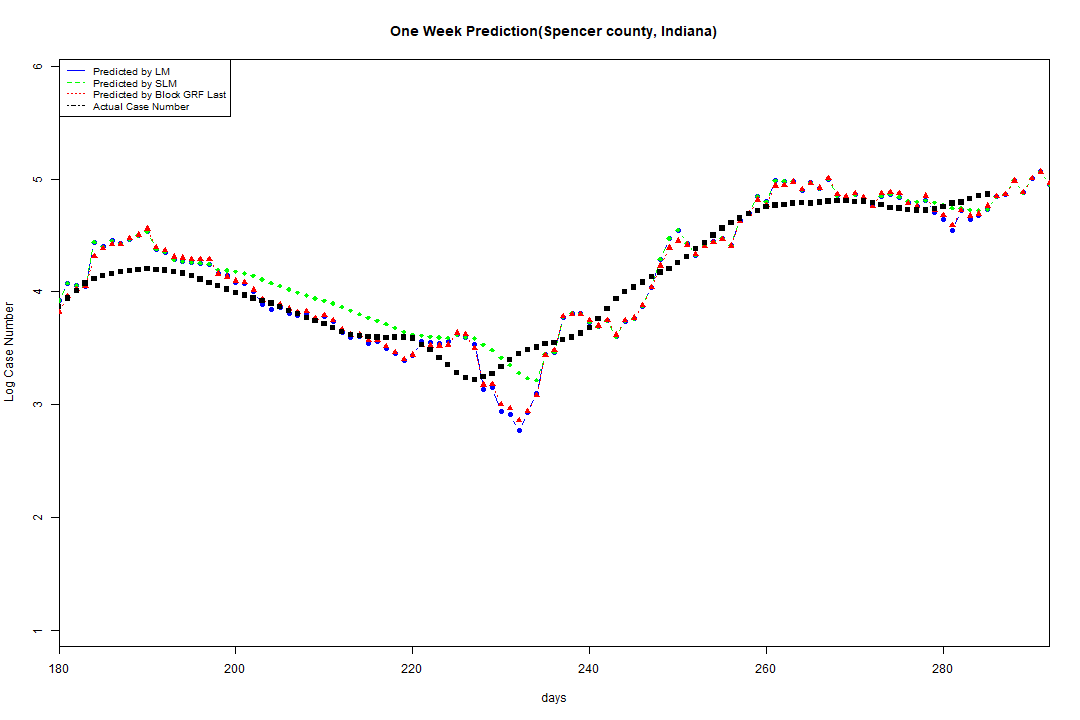 One Week Prediction(Spencer county, Indiana)
Predicted by LM
Predicted by SLM
Predicted by Block GRF Last
Actual Case Number
6
5
4
3
2
1
Log Case Number
180 200 220 240 260 280
days